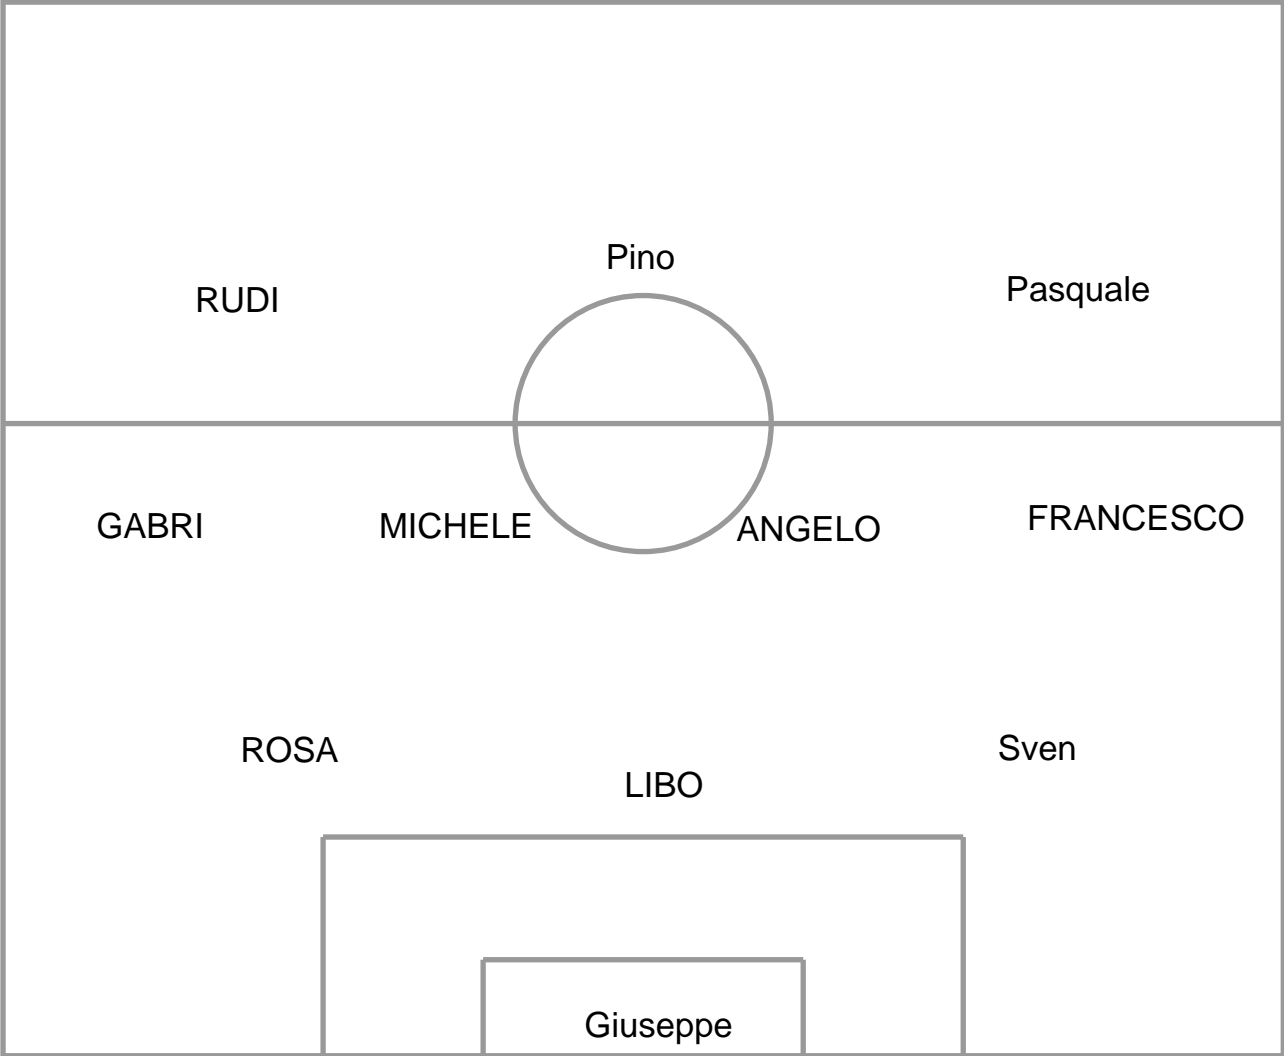 Pino
RUDI
Pasquale
GABRI
MICHELE
ANGELO
FRANCESCO
ROSA
Sven
LIBO
Giuseppe